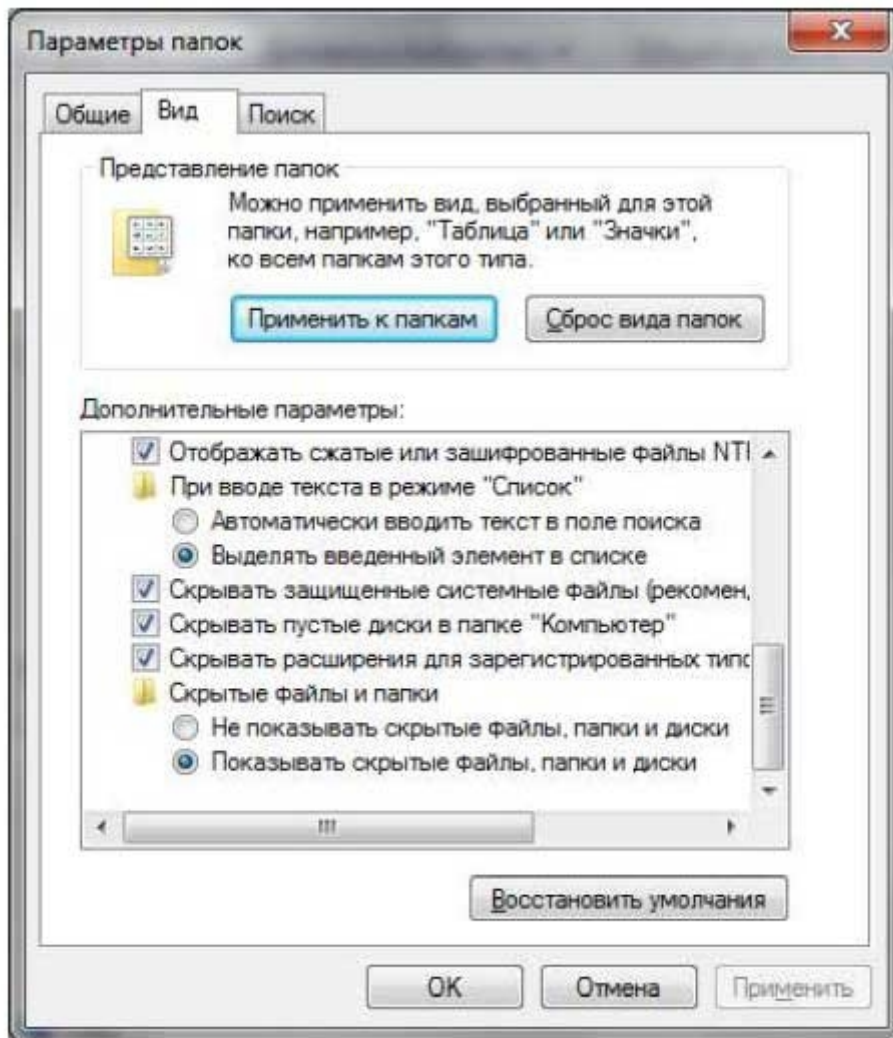 Параметры папок
Общие
Вид
Поиск
Представление папок
Можно применить вид, выбранный для этой
папки, например, "Таблица" или "Значки",
ко всем папкам этого типа.
Применить к папкам
Сброс вида папок
Дополнительные параметры:
Отображать сжатые или зашифрованные файлы NTI
При вводе текста в режиме "Список"
Автоматически вводить текст в поле поиска
Выделять введенный элемент в списке
Скрывать защищенные системные файлы (рекомен,
Скрывать пустые диски в папке "Компьютер"
Скрывать расширения для зарегистрированных типо
Скрытые файлы и папки
Не показывать скрытые файлы, папки и диски
Показывать скрытые файлы, папки и диски
Восстановить умолчания
OK
Отмена
Применить